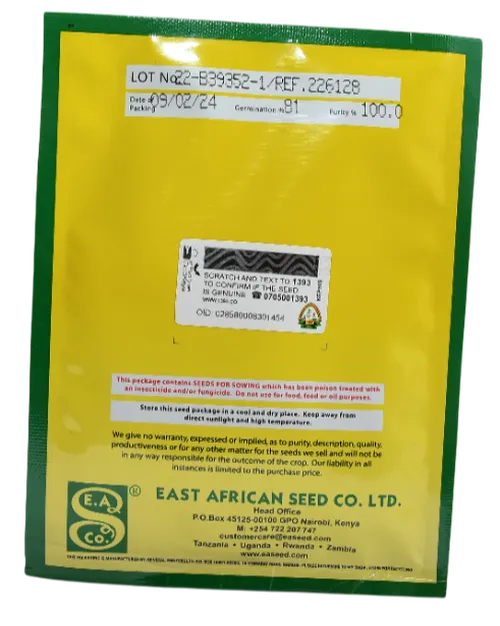 LOT No. 22-B39352-1/REF.226128
Date of Packing 09/02/24 Germination % 81 Purity % 100.0
SCRATCH AND TEXT TO 1393
TO CONFIRM IF THE SEED
IS GENUINE ☎ 0705001393
OID: 028580008301454
This package contains SEEDS FOR SOWING which has been poison treated with
an insecticide and/or fungicide. Do not use for food, feed or oil purposes.
Store this seed package in a cool and dry place. Keep away from
direct sunlight and high temperature.
We give no warranty, expressed or implied, as to purity, description, quality,
productiveness or for any other matter for the seeds we sell and will not be
in any way responsible for the outcome of the crop. Our liability in all
instances is limited to the purchase price.
E.A.
S
Co.
®
EAST AFRICAN SEED CO. LTD.
Head Office
P.O.Box 45125-00100 GPO Nairobi, Kenya
M: +254 722 207 747
customercare@easeed.com
Tanzania • Uganda • Rwanda • Zambia
www.easeed.com